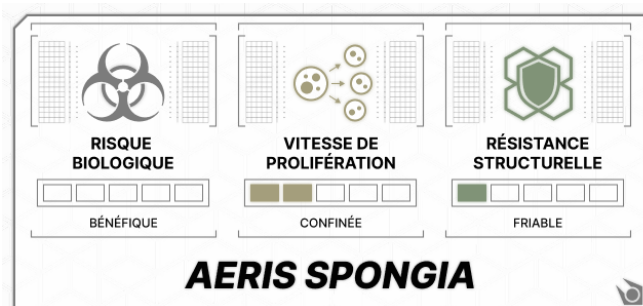 RISQUE
BIOLOGIQUE
BÉNÉFIQUE
VITESSE DE
PROLIFÉRATION
CONFINÉE
RÉSISTANCE
STRUCTURELLE
FRIABLE
AERIS SPONGIA